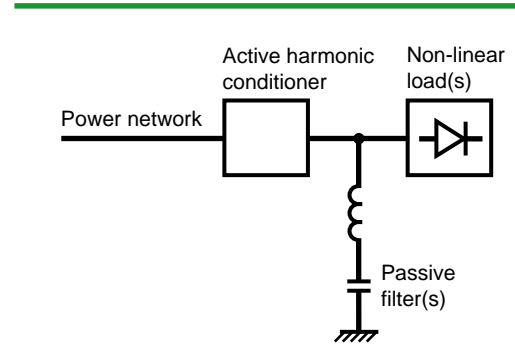 Active harmonic
conditioner
Non-linear
load(s)
Power network
Passive
filter(s)